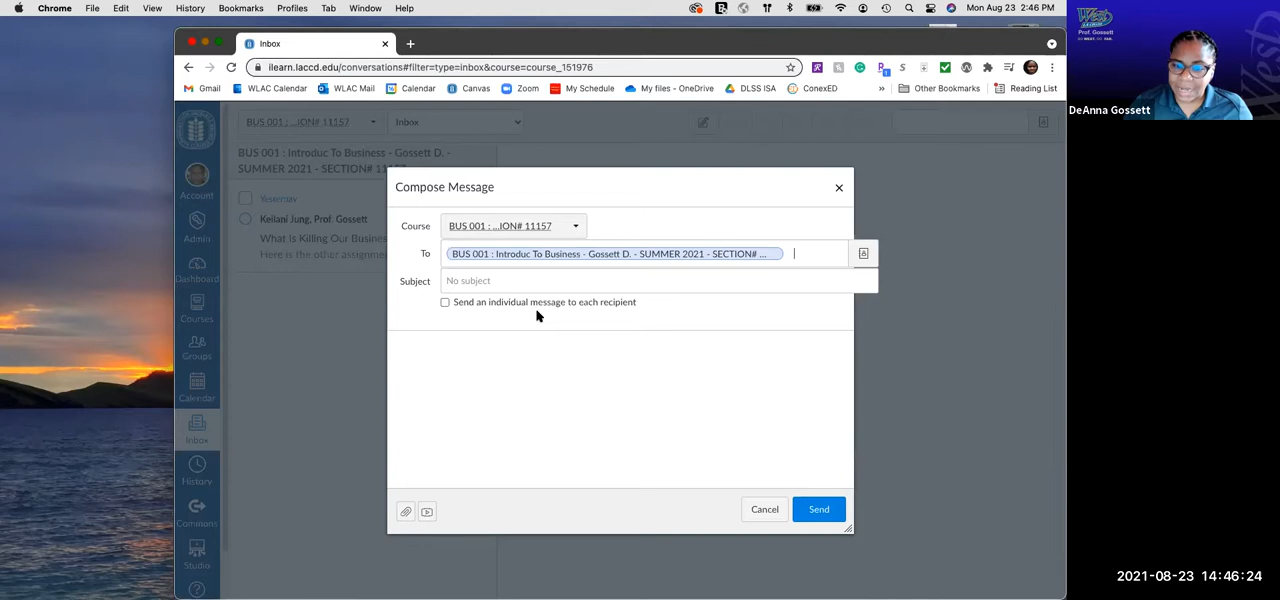 Chrome File Edit View History Bookmarks Profiles Tab Window Help Mon Aug 23 2:46 PM
Inbox
ilearn.laccd.edu/conversations#filter=type=inbox&course=course_151976
Gmail WLAC Calendar WLAC Mail Calendar Canvas Zoom My Schedule My files - OneDrive DLSS ISA ConexED » Other Bookmarks Reading List
West
Prof. Gossett
DeAnna Gossett
BUS 001 : ...ION# 11157 Inbox
BUS 001 : Introduc To Business - Gossett D. -
SUMMER 2021 - SECTION# 11157
Yesterday
Keilani Jung, Prof. Gossett
What Is Killing Our Busines
Here is the other assignmen
Account
Admin
Dashboard
Courses
Groups
Calendar
Inbox
History
Commons
Studio
Compose Message
Course BUS 001 : ...ION# 11157
To BUS 001 : Introduc To Business - Gossett D. - SUMMER 2021 - SECTION# ...
Subject No subject
Send an individual message to each recipient
Cancel Send
2021-08-23 14:46:24